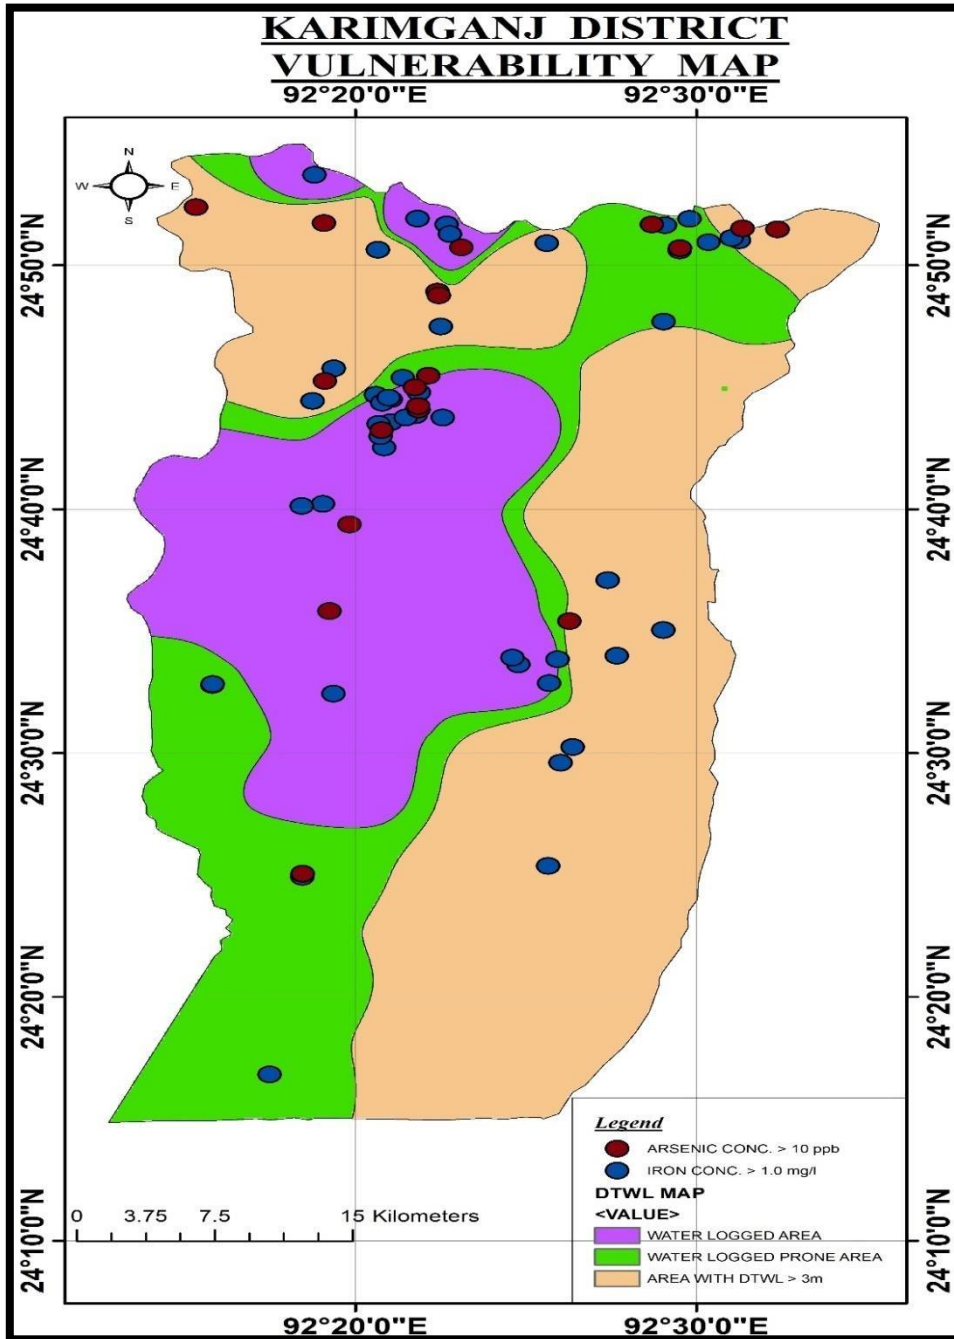 KARIMGANJ DISTRICT
VULNERABILITY MAP
92°20'0"E 92°30'0"E
N
W E
S
24°50'0"N 24°50'0"N
24°40'0"N 24°40'0"N
24°30'0"N 24°30'0"N
24°20'0"N 24°20'0"N
24°10'0"N 24°10'0"N
Legend
ARSENIC CONC. > 10 ppb
IRON CONC. > 1.0 mg/l
DTWL MAP
<VALUE>
WATER LOGGED AREA
WATER LOGGED PRONE AREA
AREA WITH DTWL > 3m
0 3.75 7.5 15 Kilometers
92°20'0"E 92°30'0"E